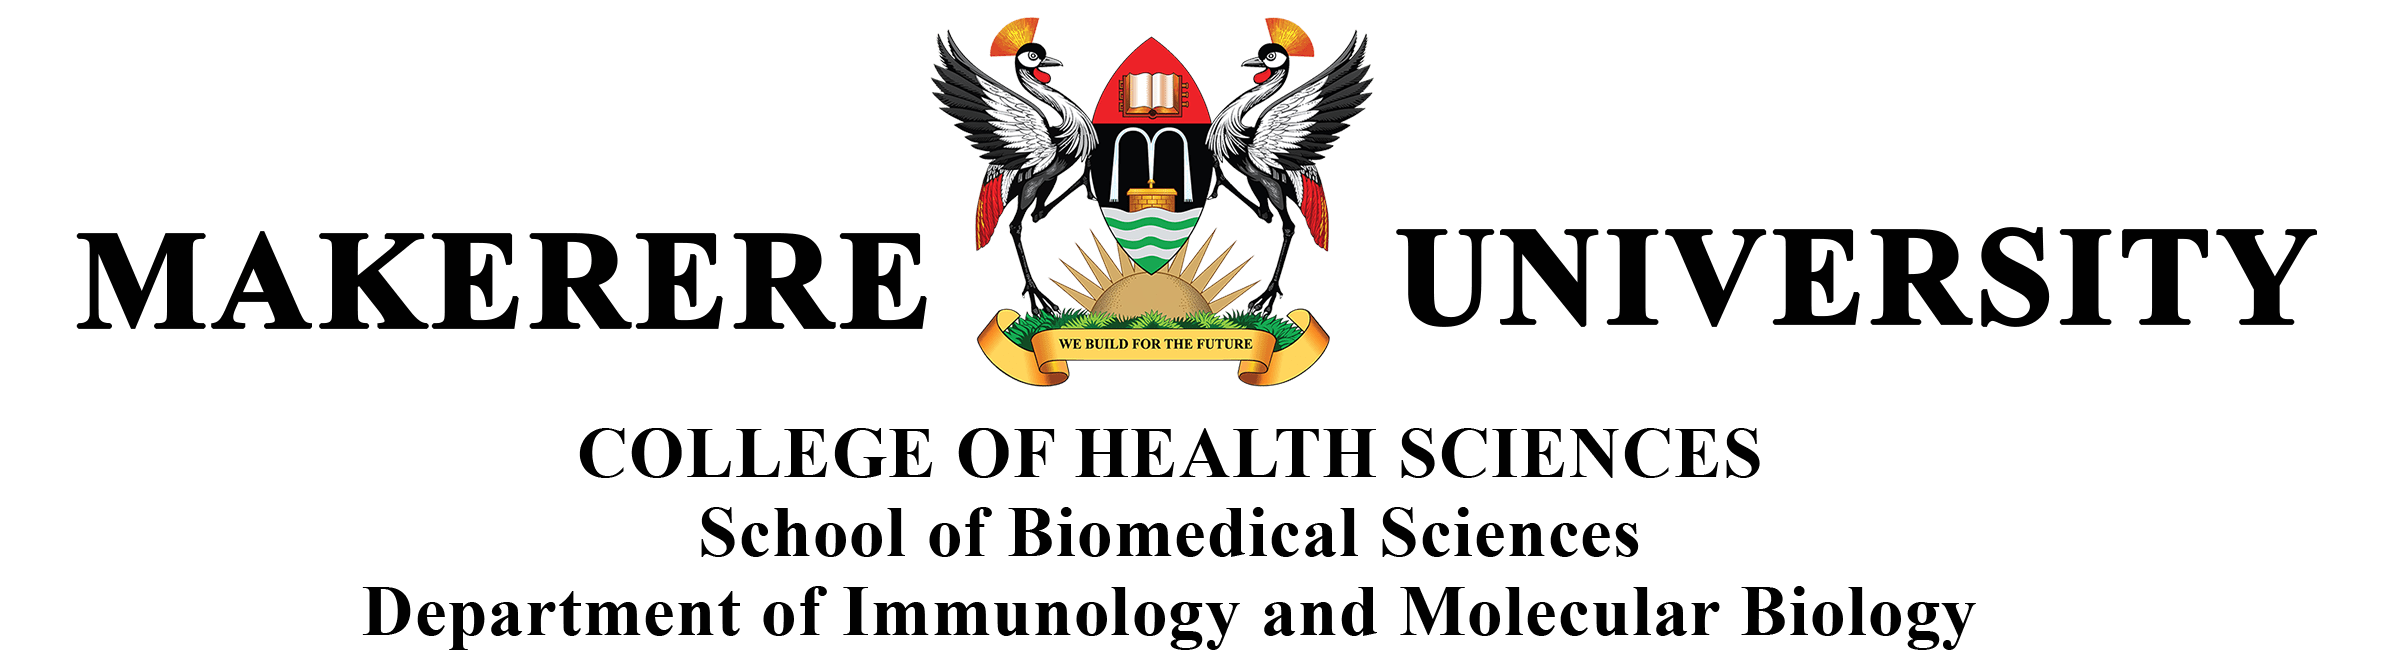 MAKERERE UNIVERSITY
WE BUILD FOR THE FUTURE
COLLEGE OF HEALTH SCIENCES
School of Biomedical Sciences
Department of Immunology and Molecular Biology